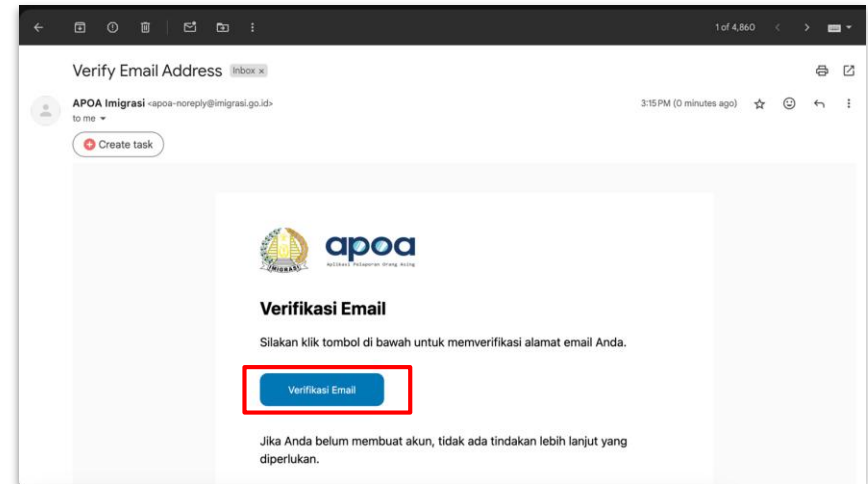 1 of 4,860
Verify Email Address Inbox x
APOA Imigrasi <apoa-noreply@imigrasi.go.id>
3:15 PM (0 minutes ago)
to me
Create task
IMIGRASI
apoa
Aplikasi Pelaporan Orang Asing
Verifikasi Email
Silakan klik tombol di bawah untuk memverifikasi alamat email Anda.
Verifikasi Email
Jika Anda belum membuat akun, tidak ada tindakan lebih lanjut yang
diperlukan.